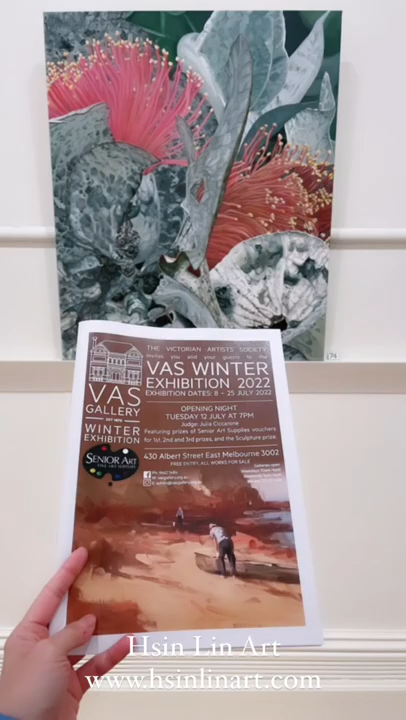 THE VICTORIAN ARTISTS SOCIETY
invites you and your guests to the
VAS WINTER
EXHIBITION 2022
EXHIBITION DATES: 8 - 25 JULY 2022
VAS
GALLERY
EST 1870
WINTER
EXHIBITION
SENIOR ART
OPENING NIGHT
TUESDAY 12 JULY AT 7PM
Judge: Julia Ciccarone
Featuring prizes of Senior Art Supplies vouchers
for 1st, 2nd and 3rd prizes, and the Sculpture prize.
430 Albert Street East Melbourne 3002
FREE ENTRY, ALL WORKS FOR SALE
Hsin Lin Art
www.hsinlinart.com